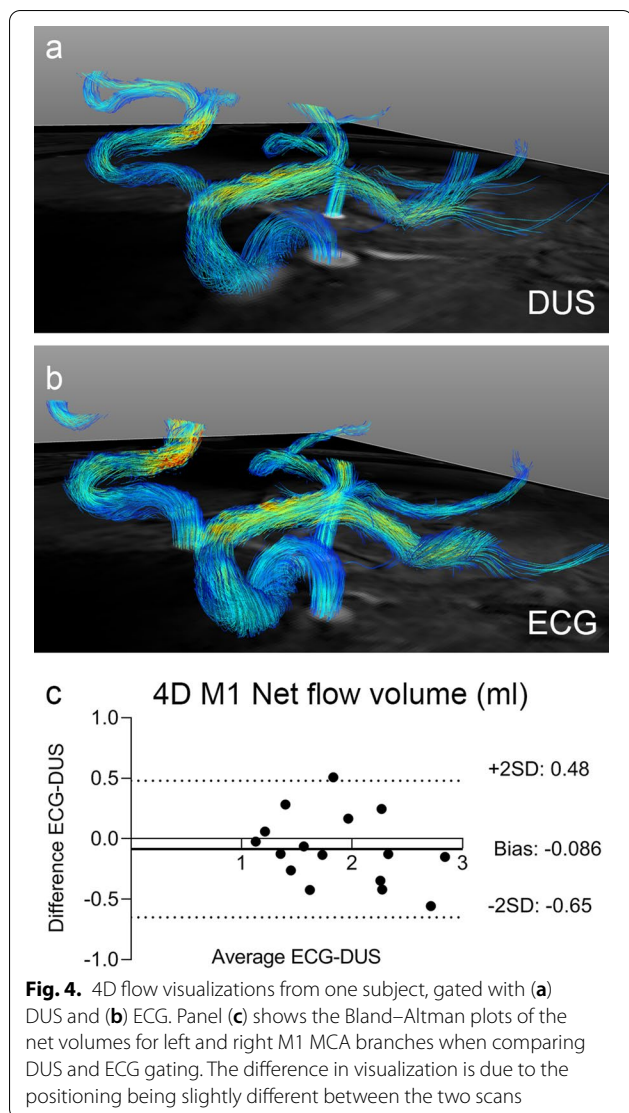 a
DUS
b
ECG
c 4D M1 Net flow volume (ml)
Difference ECG-DUS
1.0
0.5
0.0
-0.5
-1.0
1 2 3
+2SD: 0.48
Bias: -0.086
-2SD: -0.65
Average ECG-DUS
Fig. 4. 4D flow visualizations from one subject, gated with (a)
DUS and (b) ECG. Panel (c) shows the Bland–Altman plots of the
net volumes for left and right M1 MCA branches when comparing
DUS and ECG gating. The difference in visualization is due to the
positioning being slightly different between the two scans